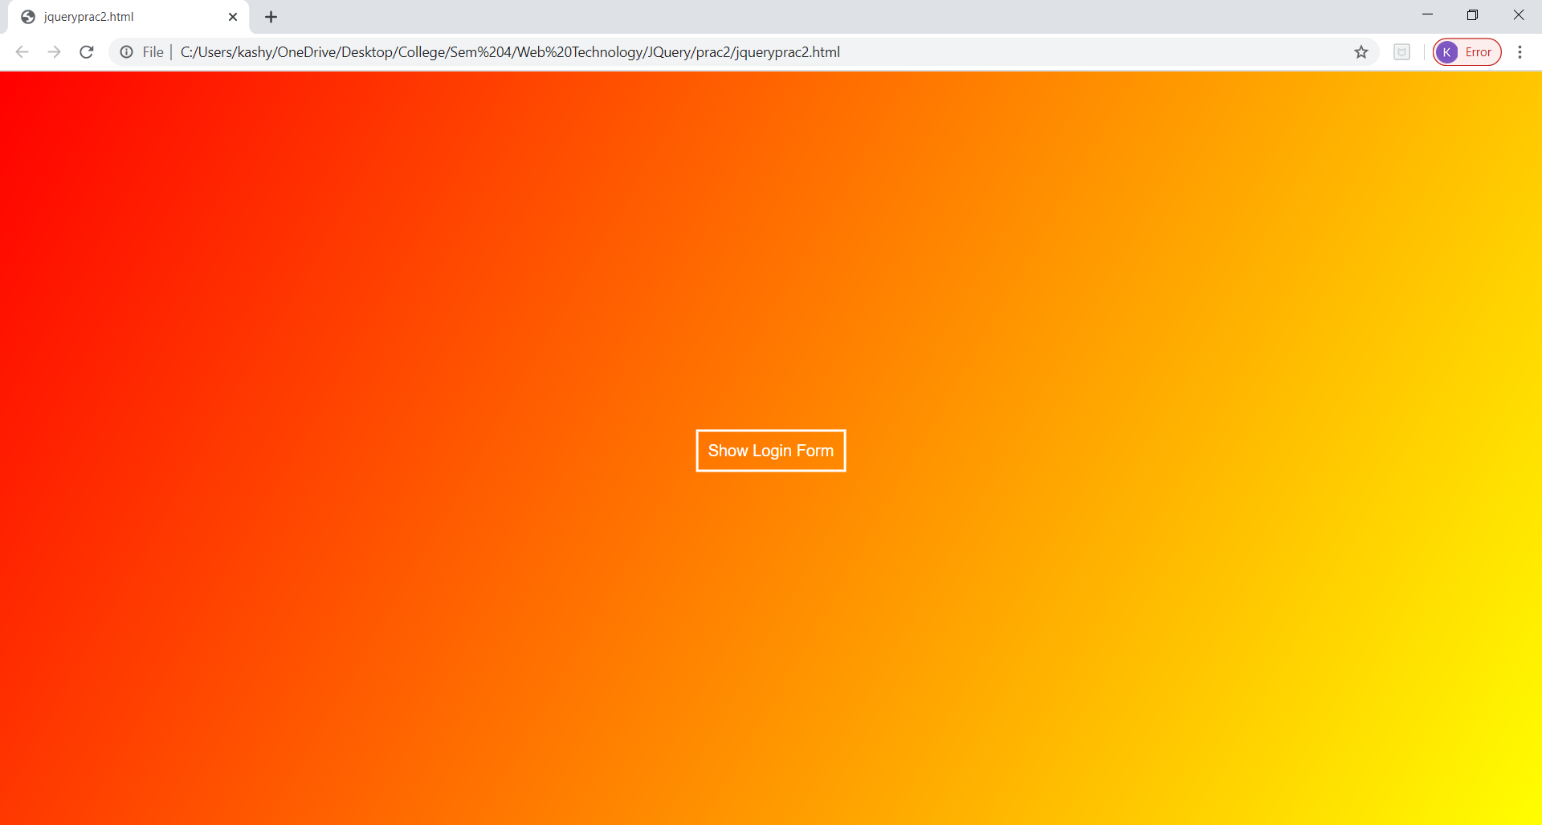 jqueryprac2.html
File | C:/Users/kashy/OneDrive/Desktop/College/Sem%204/Web%20Technology/JQuery/prac2/jqueryprac2.html
K Error
Show Login Form